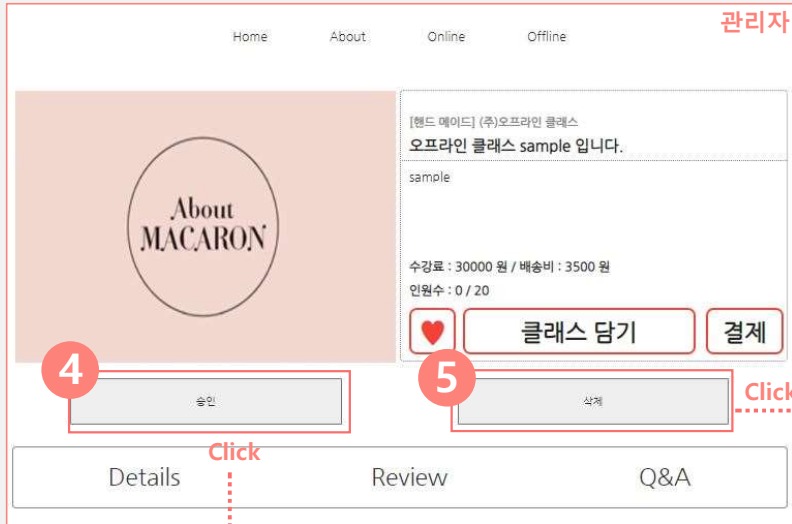 관리자
Home About Online Offline
About
MACARON
[핸드 메이드] (주)오프라인 클래스
오프라인 클래스 sample 입니다.
sample
수강료 : 30000 원 / 배송비 : 3500 원
인원수 : 0 / 20
클래스 담기 결제
4
승인
5
삭제
Click
Click
Details Review Q&A